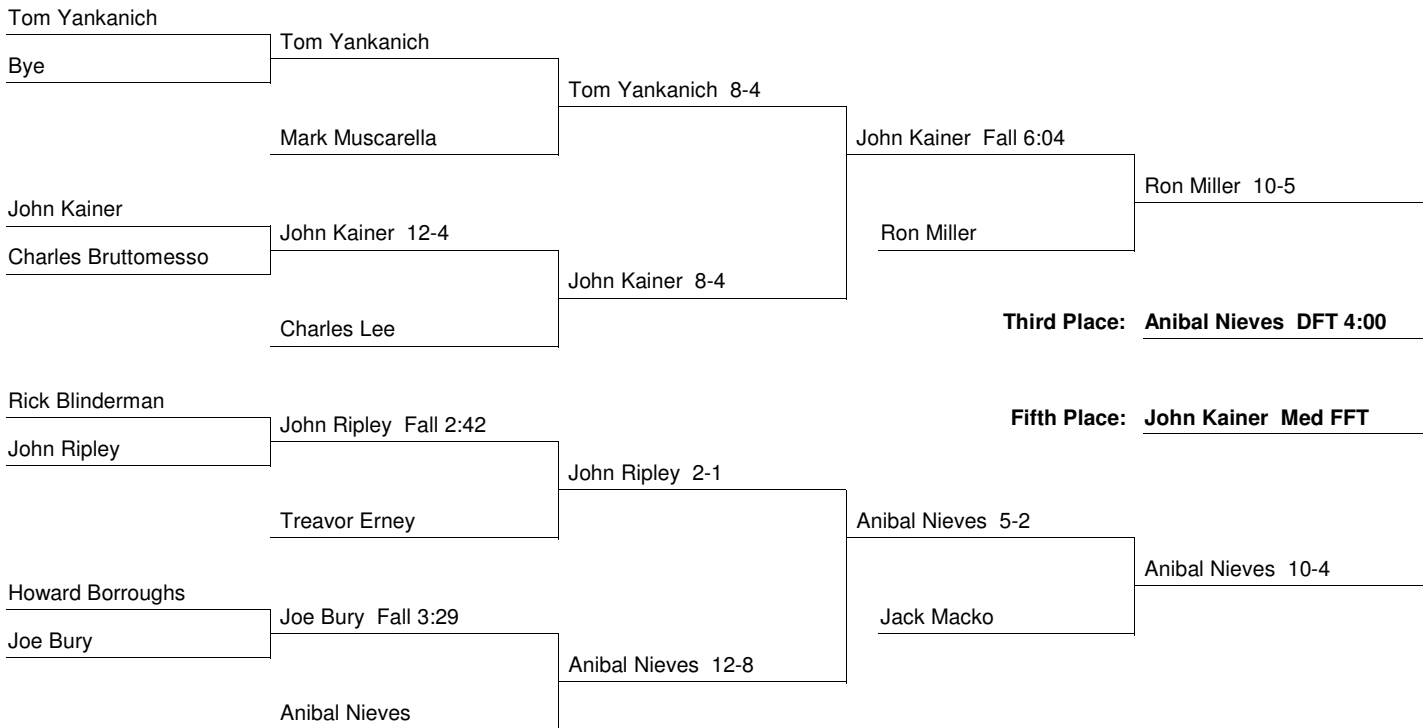 Tom Yankanich
Tom Yankanich
Bye
Tom Yankanich 8-4
Mark Muscarella
John Kainer Fall 6:04
Ron Miller 10-5
John Kainer
John Kainer 12-4
Ron Miller
Charles Bruttomesso
John Kainer 8-4
Charles Lee
Third Place: Anibal Nieves DFT 4:00
Rick Blinderman
John Ripley Fall 2:42
Fifth Place: John Kainer Med FFT
John Ripley
John Ripley 2-1
Treavor Erney
Anibal Nieves 5-2
Anibal Nieves 10-4
Howard Borroughs
Joe Bury Fall 3:29
Jack Macko
Joe Bury
Anibal Nieves 12-8
Anibal Nieves